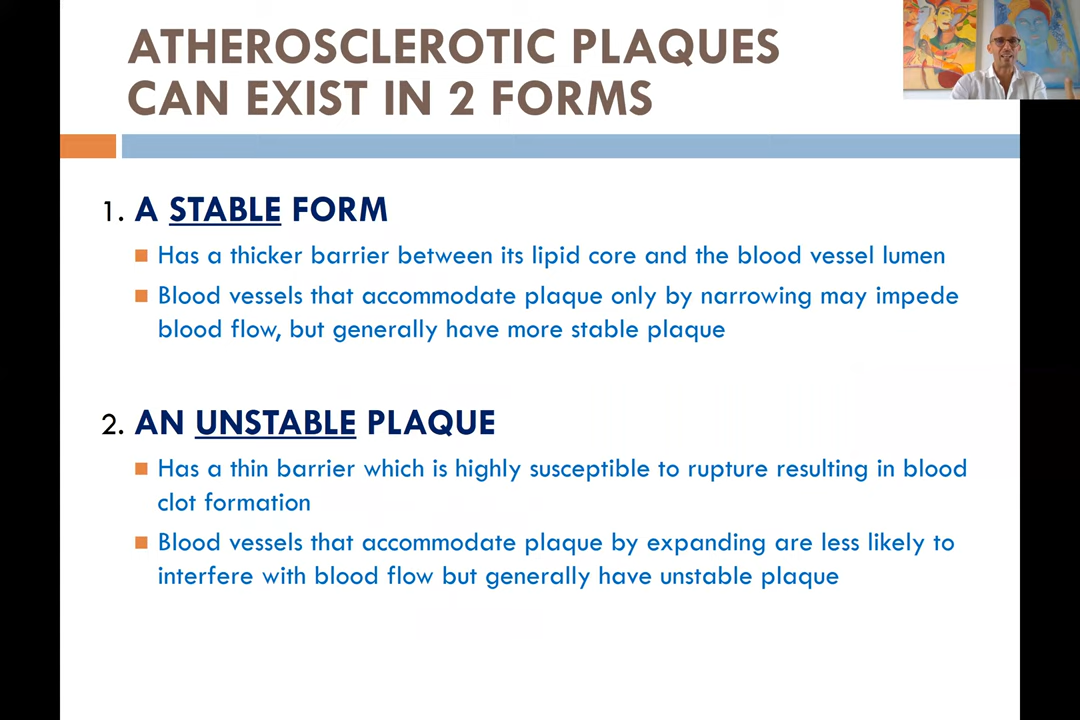 ATHEROSCLEROTIC PLAQUES
CAN EXIST IN 2 FORMS
1. A STABLE FORM
Has a thicker barrier between its lipid core and the blood vessel lumen
Blood vessels that accommodate plaque only by narrowing may impede
blood flow, but generally have more stable plaque
2. AN UNSTABLE PLAQUE
Has a thin barrier which is highly susceptible to rupture resulting in blood
clot formation
Blood vessels that accommodate plaque by expanding are less likely to
interfere with blood flow but generally have unstable plaque